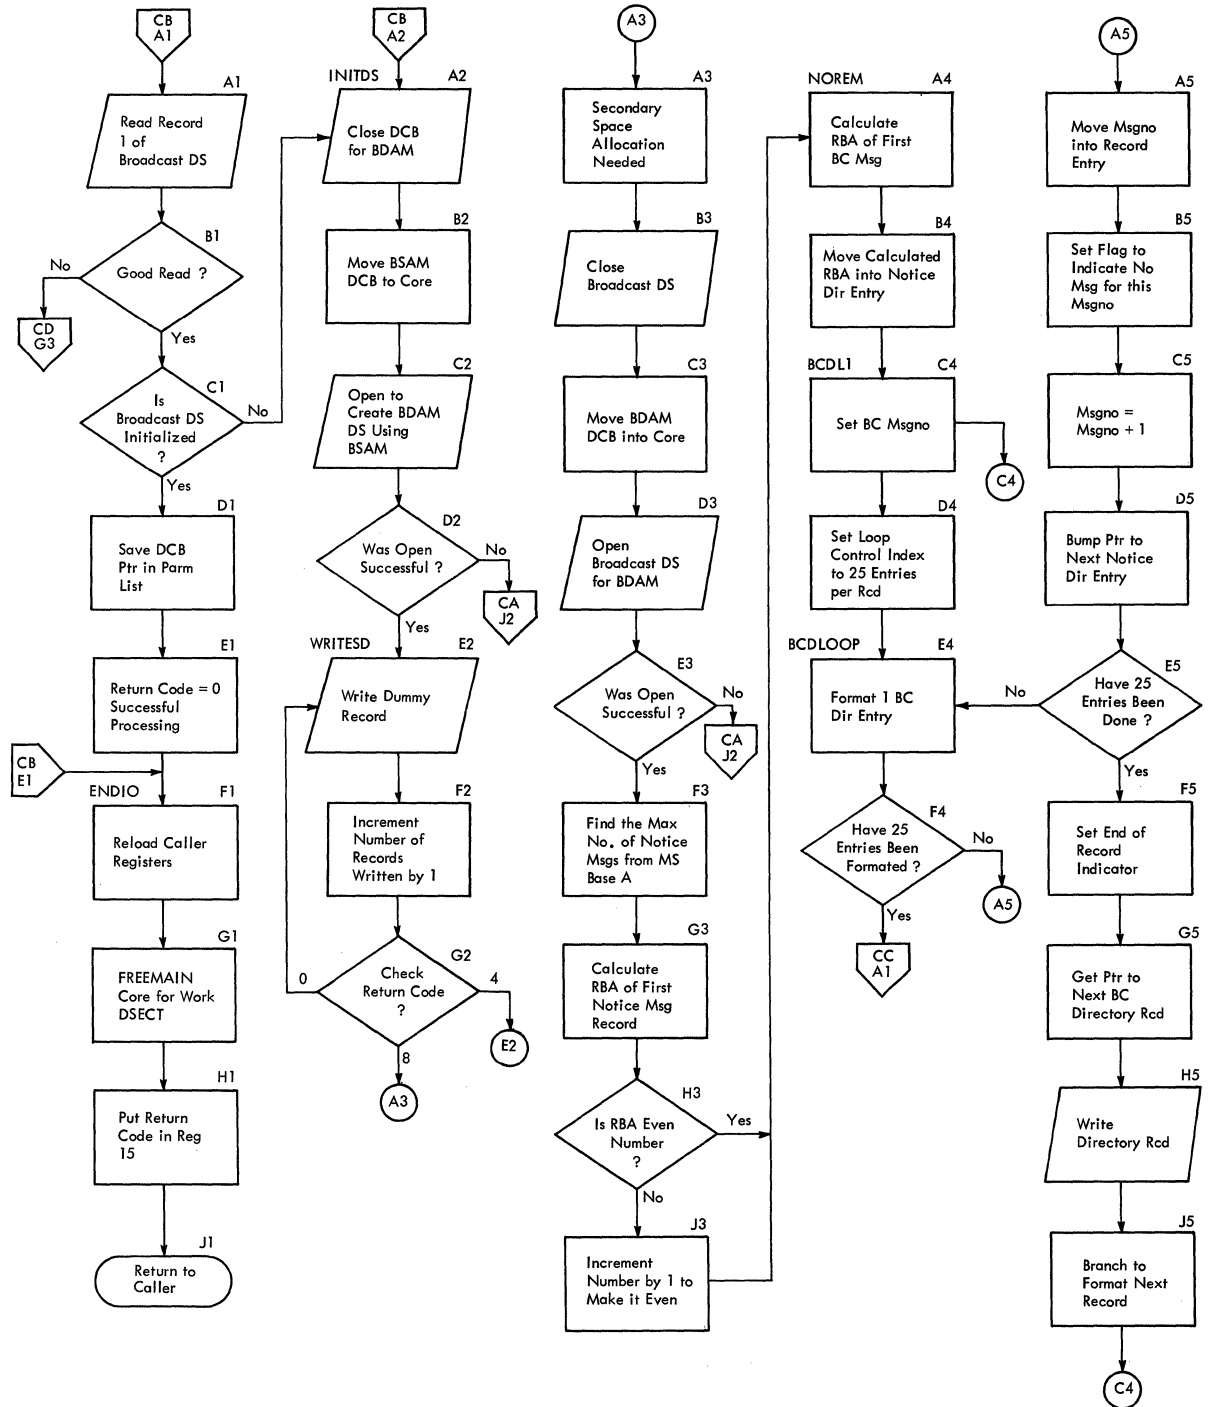 CB
A1
A1
Read Record
1 of
Broadcast DS
B1
Good Read ?
No
CD
G3
Yes
C1
Is
Broadcast DS
Initialized
?
No
Yes
D1
Save DCB
Ptr in Parm
List
E1
Return Code = 0
Successful
Processing
CB
E1
ENDIO
F1
Reload Caller
Registers
G1
FREEMAIN
Core for Work
DSECT
H1
Put Return
Code in Reg
15
J1
Return to
Caller
CB
A2
INITDS
A2
Close DCB
for BDAM
B2
Move BSAM
DCB to Core
C2
Open to
Create BDAM
DS Using
BSAM
D2
Was Open
Successful ?
No
CA
J2
Yes
WRITESD
E2
Write Dummy
Record
F2
Increment
Number of
Records
Written by 1
G2
Check
Return Code
?
0
4
E2
8
A3
A3
A3
Secondary
Space
Allocation
Needed
B3
Close
Broadcast DS
C3
Move BDAM
DCB into Core
D3
Open
Broadcast DS
for BDAM
E3
Was Open
Successful ?
No
CA
J2
Yes
F3
Find the Max
No. of Notice
Msgs from MS
Base A
G3
Calculate
RBA of First
Notice Msg
Record
H3
Is RBA Even
Number
?
Yes
No
J3
Increment
Number by 1 to
Make it Even
NOREM
A4
Calculate
RBA of First
BC Msg
B4
Move Calculated
RBA into Notice
Dir Entry
BCDL1
C4
Set BC Msgno
C4
D4
Set Loop
Control Index
to 25 Entries
per Rcd
BCDLOOP
E4
Format 1 BC
Dir Entry
F4
Have 25
Entries Been
Formated ?
No
A5
Yes
CC
A1
A5
A5
Move Msgno
into Record
Entry
B5
Set Flag to
Indicate No
Msg for this
Msgno
C5
Msgno =
Msgno + 1
D5
Bump Ptr to
Next Notice
Dir Entry
E5
Have 25
Entries Been
Done ?
No
Yes
F5
Set End of
Record
Indicator
G5
Get Ptr to
Next BC
Directory Rcd
H5
Write
Directory Rcd
J5
Branch to
Format Next
Record
C4